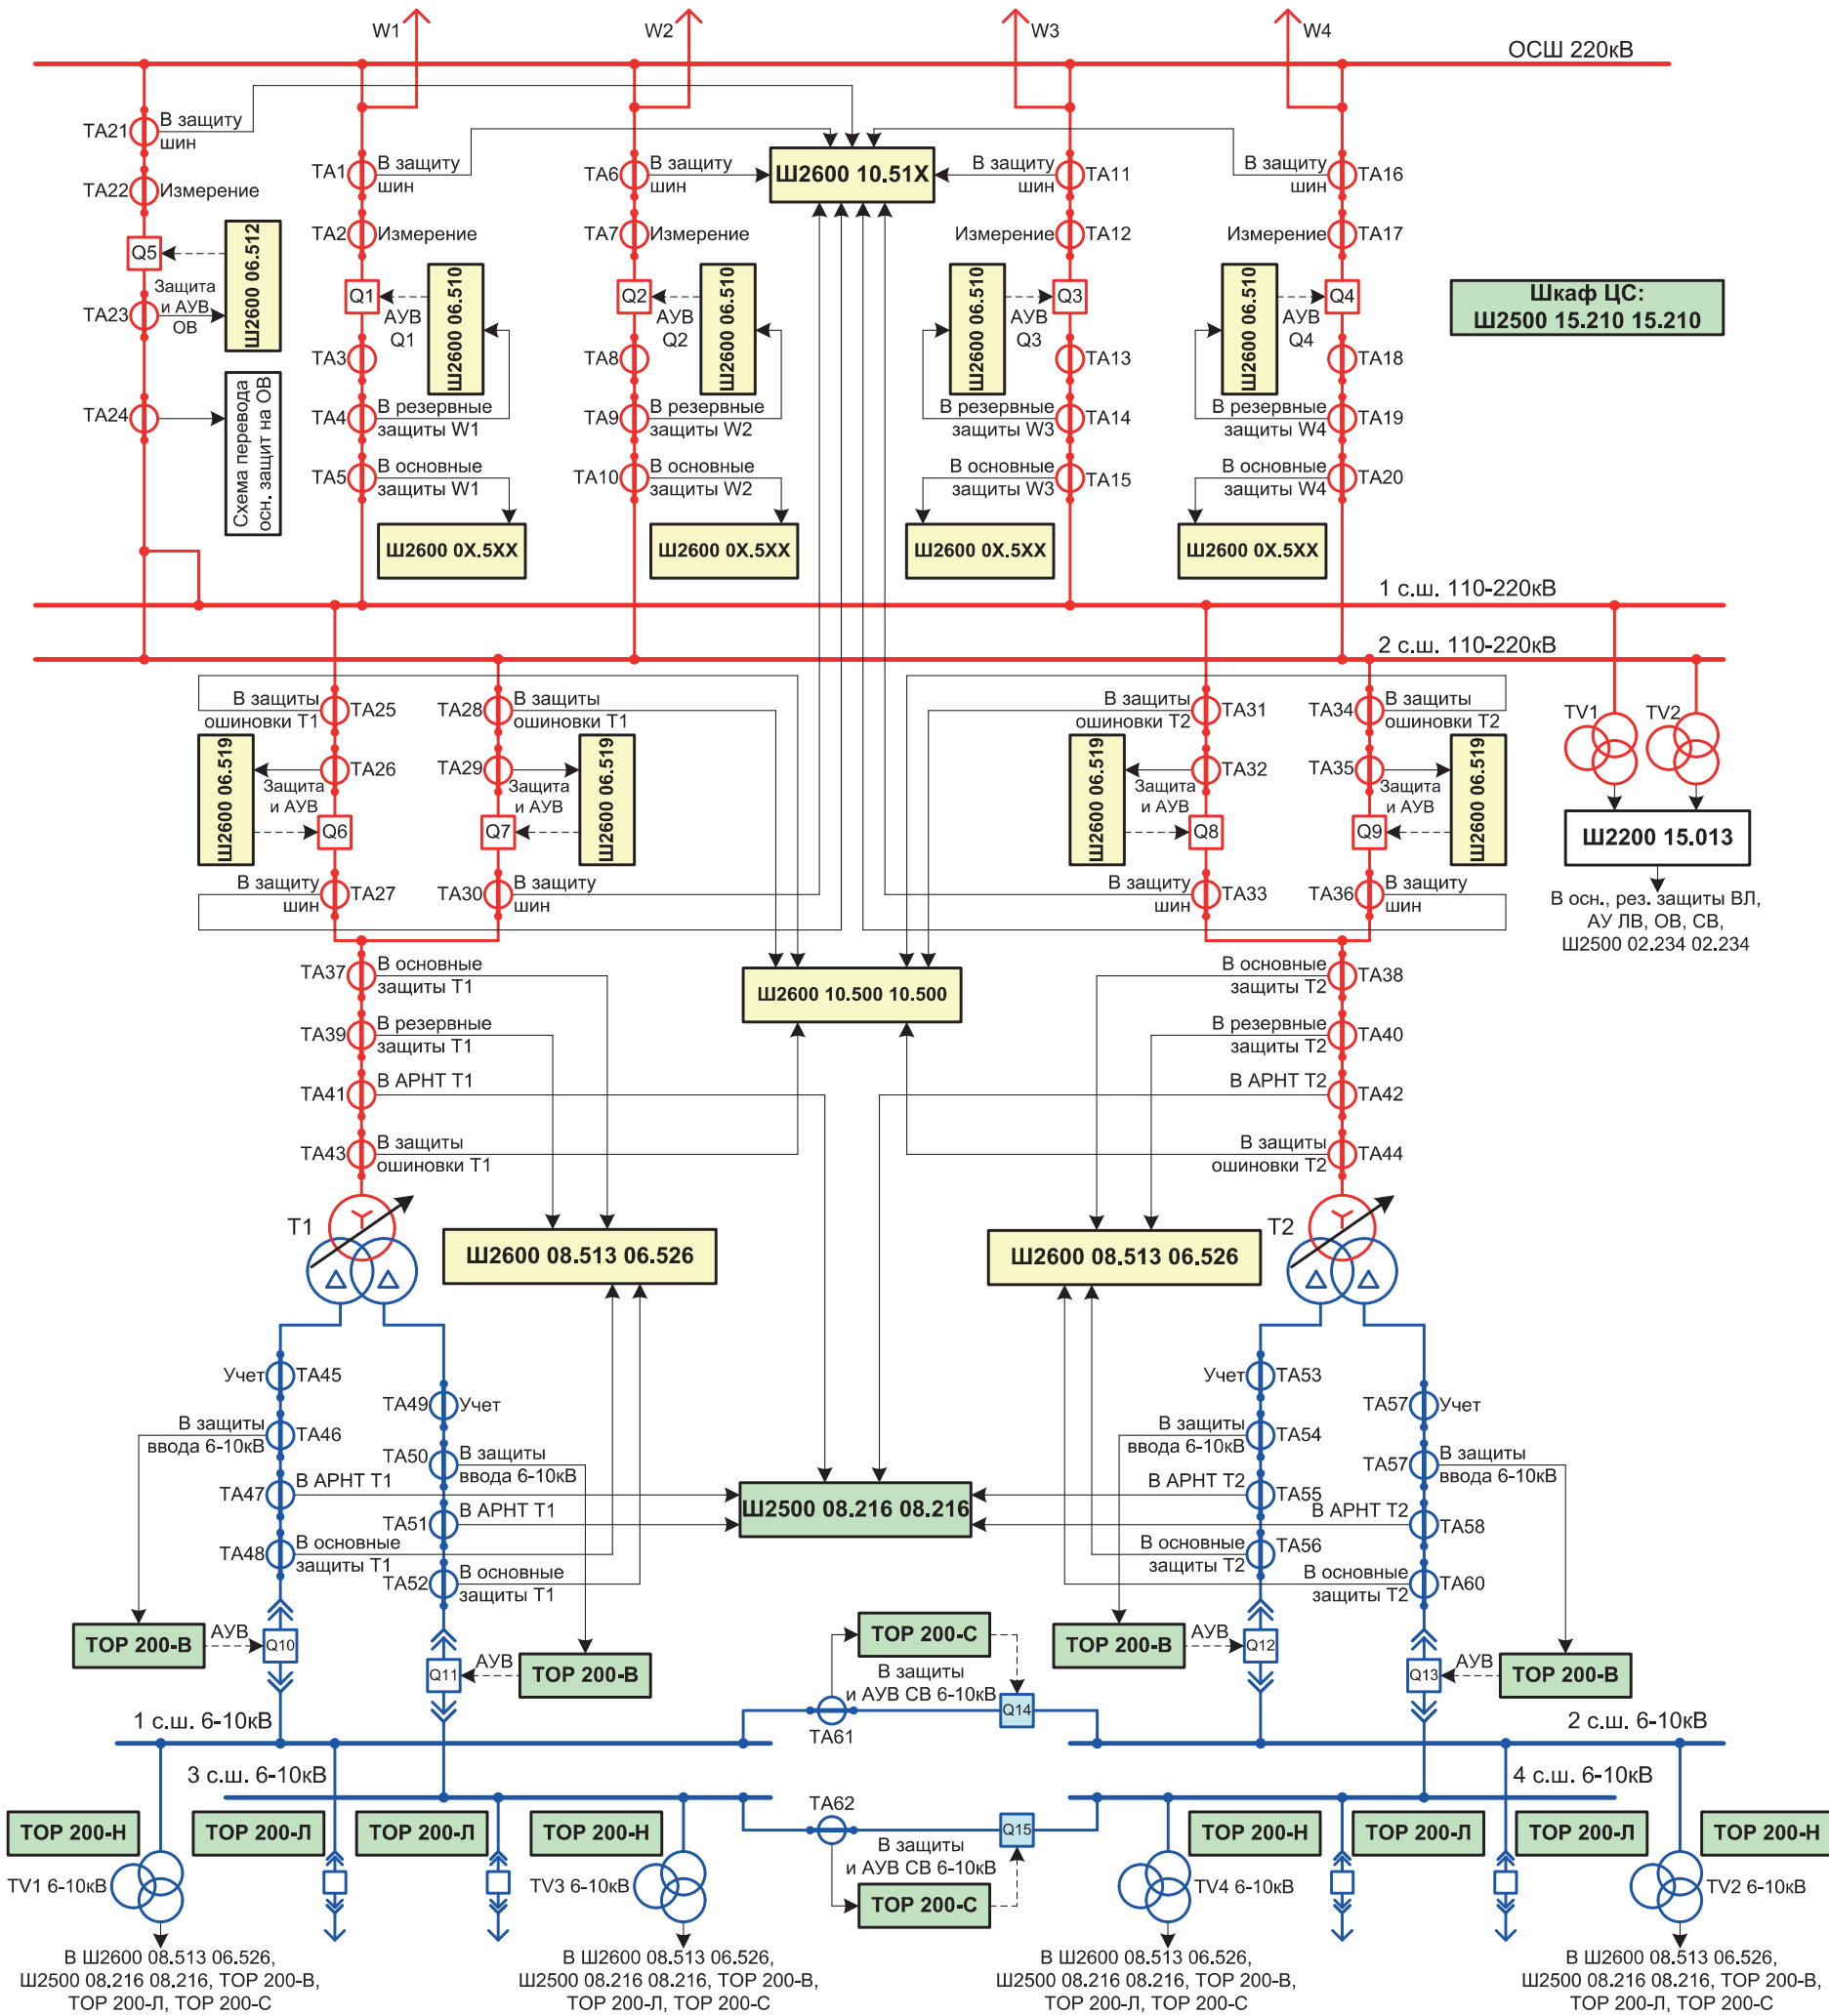 W1
W2
W3
W4
ОСШ 220кВ
TA21
В защиту
шин
TA22
Измерение
Q5
Ш2600 06.512
TA23
Защита
и АУВ
ОВ
TA24
Схема перевода
осн. защит на ОВ
TA1
В защиту
шин
TA2
Измерение
Q1
АУВ
Q1
Ш2600 06.510
TA3
TA4
В резервные
защиты W1
TA5
В основные
защиты W1
Ш2600 0X.5XX
TA6
В защиту
шин
TA7
Измерение
Q2
АУВ
Q2
Ш2600 06.510
TA8
TA9
В резервные
защиты W2
TA10
В основные
защиты W2
Ш2600 0X.5XX
Ш2600 10.51X
В защиту
шин
TA11
Измерение
TA12
Ш2600 06.510
АУВ
Q3
Q3
TA13
В резервные
защиты W3
TA14
В основные
защиты W3
TA15
Ш2600 0X.5XX
В защиту
шин
TA16
Измерение
TA17
Ш2600 06.510
АУВ
Q4
Q4
TA18
В резервные
защиты W4
TA19
В основные
защиты W4
TA20
Ш2600 0X.5XX
Шкаф ЦС:
Ш2500 15.210 15.210
1 с.ш. 110-220кВ
2 с.ш. 110-220кВ
В защиты
ошиновки Т1
TA25
Ш2600 06.519
TA26
Защита
и АУВ
Q6
В защиту
шин
TA27
TA28
В защиты
ошиновки Т1
TA29
Защита
и АУВ
Ш2600 06.519
Q7
TA30
В защиту
шин
В защиты
ошиновки Т2
TA31
Ш2600 06.519
TA32
Защита
и АУВ
Q8
В защиту
шин
TA33
TA34
В защиты
ошиновки Т2
TA35
Защита
и АУВ
Ш2600 06.519
Q9
TA36
В защиту
шин
TV1
TV2
Ш2200 15.013
В осн., рез. защиты ВЛ,
АУ ЛВ, ОВ, СВ,
Ш2500 02.234 02.234
TA37
В основные
защиты Т1
TA39
В резервные
защиты Т1
TA41
В АРНТ Т1
TA43
В защиты
ошиновки Т1
Ш2600 10.500 10.500
В основные
защиты Т2
TA38
В резервные
защиты Т2
TA40
В АРНТ Т2
TA42
В защиты
ошиновки Т2
TA44
Т1
Ш2600 08.513 06.526
Ш2600 08.513 06.526
Т2
Учет
TA45
В защиты
ввода 6-10кВ
TA46
TA47
В АРНТ Т1
TA48
В основные
защиты Т1
TA49
Учет
TA50
В защиты
ввода 6-10кВ
TA51
В АРНТ Т1
TA52
В основные
защиты Т1
Ш2500 08.216 08.216
Учет
TA53
В защиты
ввода 6-10кВ
TA54
В АРНТ Т2
TA55
В основные
защиты Т2
TA56
TA57
Учет
TA57
В защиты
ввода 6-10кВ
В АРНТ Т2
TA58
В основные
защиты Т2
TA60
ТОР 200-В
АУВ
Q10
Q11
АУВ
ТОР 200-В
ТОР 200-С
В защиты
и АУВ СВ 6-10кВ
Q14
TA61
ТОР 200-В
АУВ
Q12
Q13
АУВ
ТОР 200-В
1 с.ш. 6-10кВ
2 с.ш. 6-10кВ
3 с.ш. 6-10кВ
4 с.ш. 6-10кВ
TA62
Q15
В защиты
и АУВ СВ 6-10кВ
ТОР 200-С
ТОР 200-Н
ТОР 200-Л
ТОР 200-Л
ТОР 200-Н
ТОР 200-Н
ТОР 200-Л
ТОР 200-Л
ТОР 200-Н
TV1 6-10кВ
TV3 6-10кВ
TV4 6-10кВ
TV2 6-10кВ
В Ш2600 08.513 06.526,
Ш2500 08.216 08.216, ТОР 200-В,
ТОР 200-Л, ТОР 200-С
В Ш2600 08.513 06.526,
Ш2500 08.216 08.216, ТОР 200-В,
ТОР 200-Л, ТОР 200-С
В Ш2600 08.513 06.526,
Ш2500 08.216 08.216, ТОР 200-В,
ТОР 200-Л, ТОР 200-С
В Ш2600 08.513 06.526,
Ш2500 08.216 08.216, ТОР 200-В,
ТОР 200-Л, ТОР 200-С